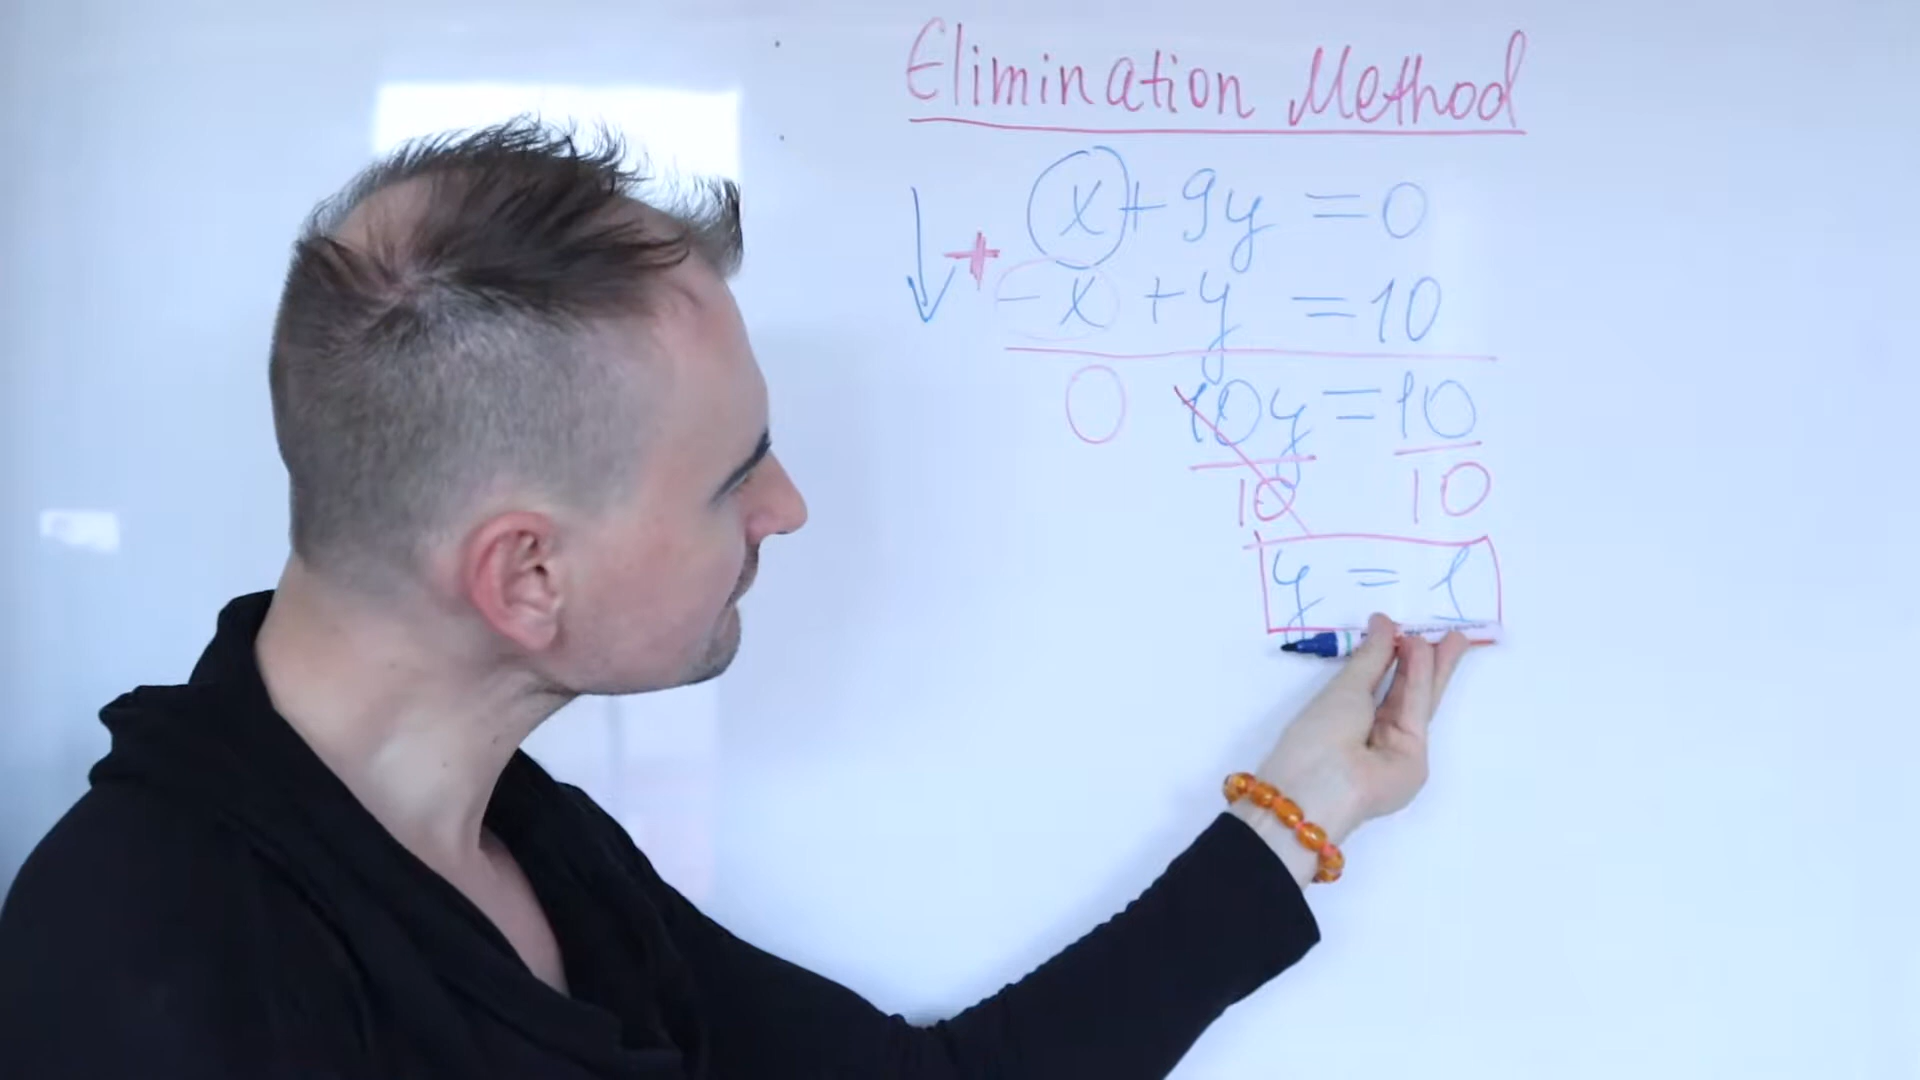 Elimination Method
x + 9y = 0
+
-x + y = 10
0 10y = 10
10 10
y = 1